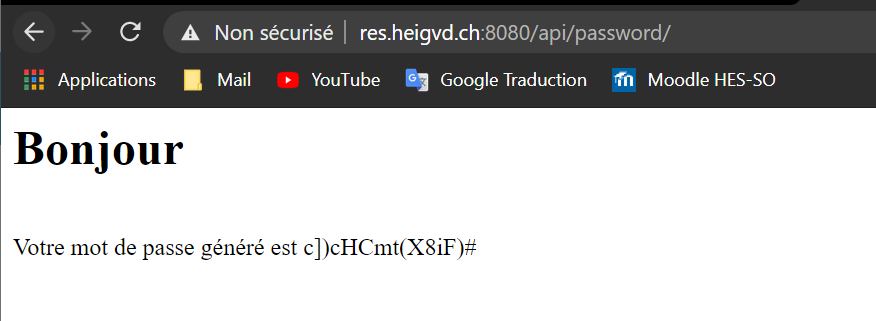 Non sécurisé res.heigvd.ch:8080/api/password/
Applications Mail YouTube Google Traduction Moodle HES-SO
Bonjour
Votre mot de passe généré est c])cHCmt(X8iF)#